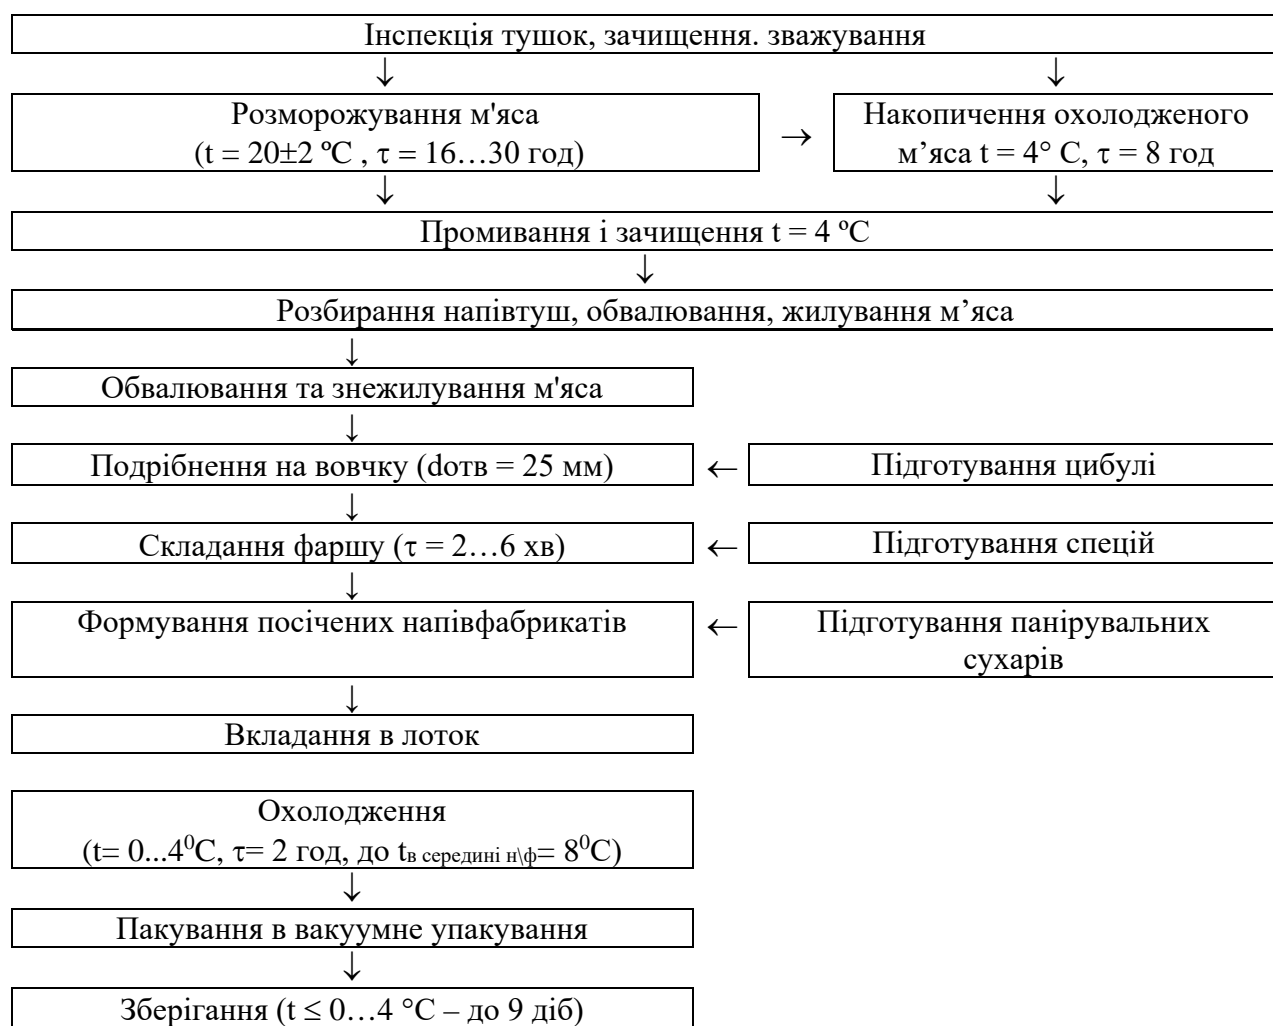 Інспекція тушок, зачищення. зважування
↓ ↓
Розморожування м'яса
(t = 20±2 ºС , τ = 16…30 год)
→
Накопичення охолодженого
м’яса t = 4° С, τ = 8 год
↓ ↓
Промивання і зачищення t = 4 ºС
↓
Розбирання напівтуш, обвалювання, жилування м’яса
↓
Обвалювання та знежилування м'яса
↓
Подрібнення на вовчку (dотв = 25 мм)
←
Підготування цибулі
↓
Складання фаршу (τ = 2…6 хв)
←
Підготування спецій
↓
Формування посічених напівфабрикатів
←
Підготування панірувальних
сухарів
↓
Вкладання в лоток
Охолодження
(t= 0...4⁰С, τ= 2 год, до tв середині н\ф= 8⁰С)
↓
Пакування в вакуумне упакування
↓
Зберігання (t ≤ 0…4 °С – до 9 діб)